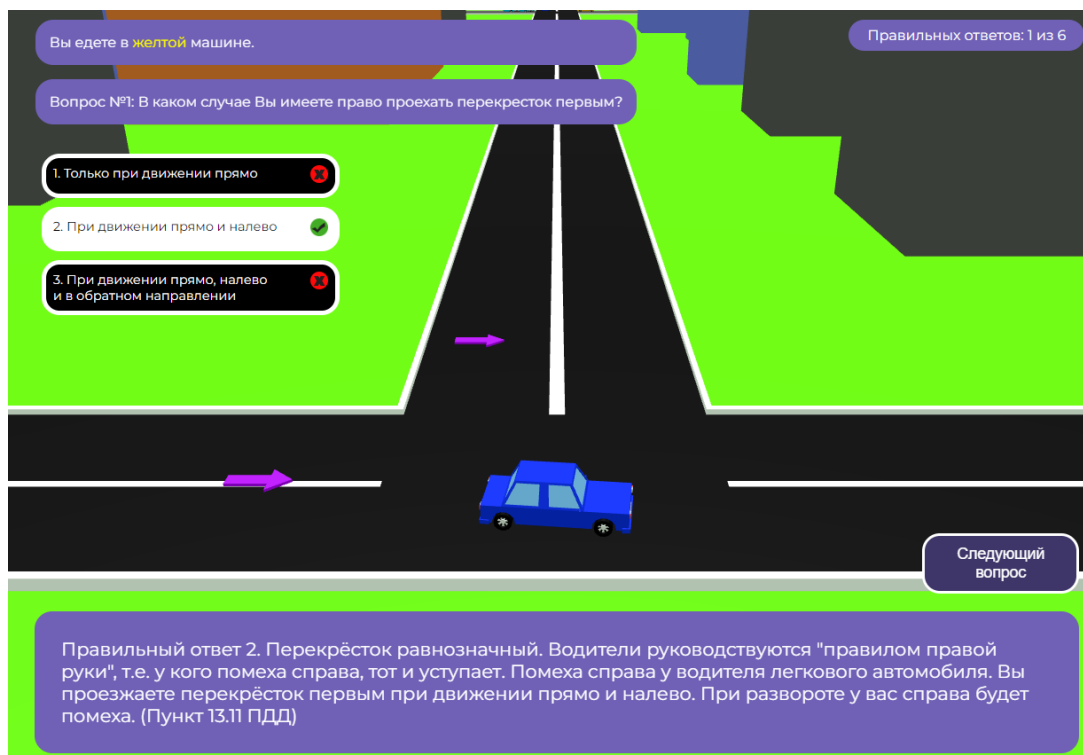 Вы едете в желтой машине.
Правильных ответов: 1 из 6
Вопрос №1: В каком случае Вы имеете право проехать перекресток первым?
1. Только при движении прямо
2. При движении прямо и налево
3. При движении прямо, налево
и в обратном направлении
Следующий
вопрос
Правильный ответ 2. Перекрёсток равнозначный. Водители руководствуются "правилом правой
руки", т.е. у кого помеха справа, тот и уступает. Помеха справа у водителя легкового автомобиля. Вы
проезжаете перекрёсток первым при движении прямо и налево. При развороте у вас справа будет
помеха. (Пункт 13.11 ПДД)